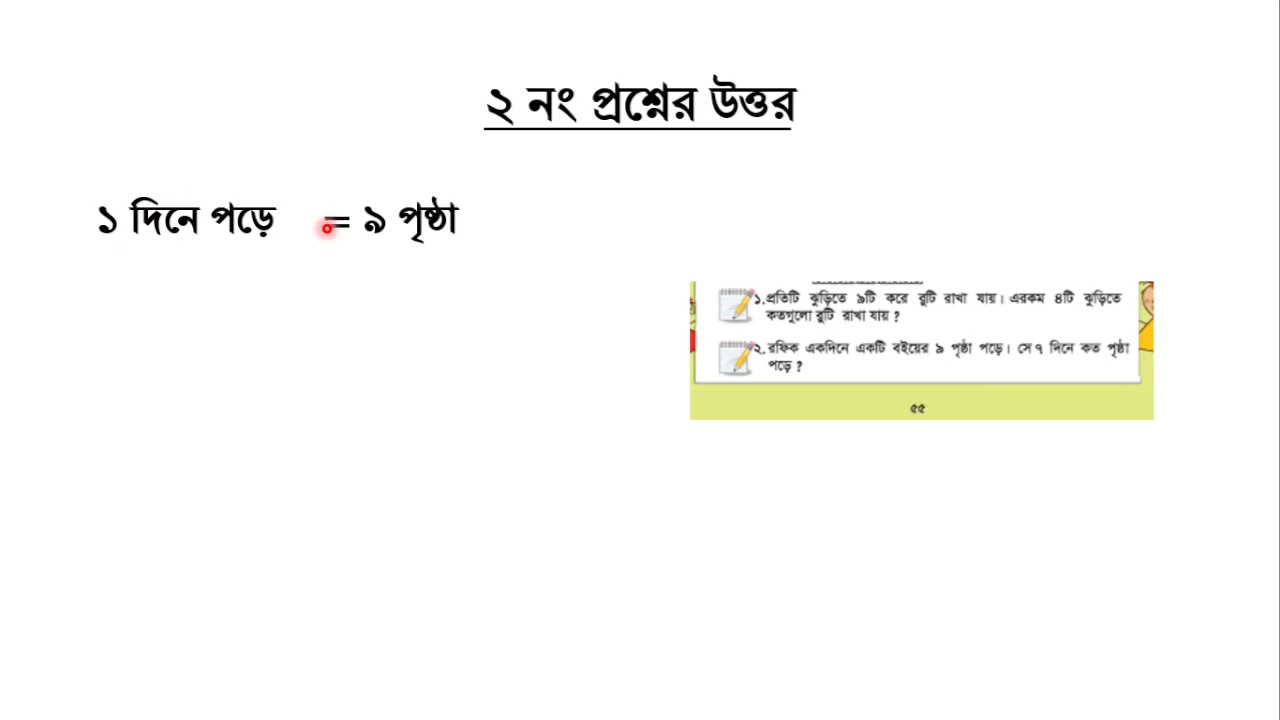 ২ নং প্রশ্নের উত্তর
১ দিনে পড়ে = ৯ পৃষ্ঠা
১. প্রতিটি ঝুড়িতে ৯টি করে রুটি রাখা যায়। এরকম ৪টি ঝুড়িতে
কতগুলো রুটি রাখা যায় ?
২. রফিক একদিনে একটি বইয়ের ৯ পৃষ্ঠা পড়ে। সে ৭ দিনে কত পৃষ্ঠা
পড়ে ?
৫৫